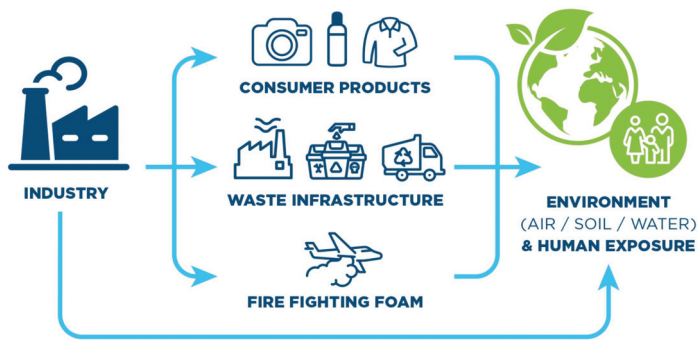 CONSUMER PRODUCTS
INDUSTRY
WASTE INFRASTRUCTURE
ENVIRONMENT
(AIR / SOIL / WATER)
& HUMAN EXPOSURE
FIRE FIGHTING FOAM